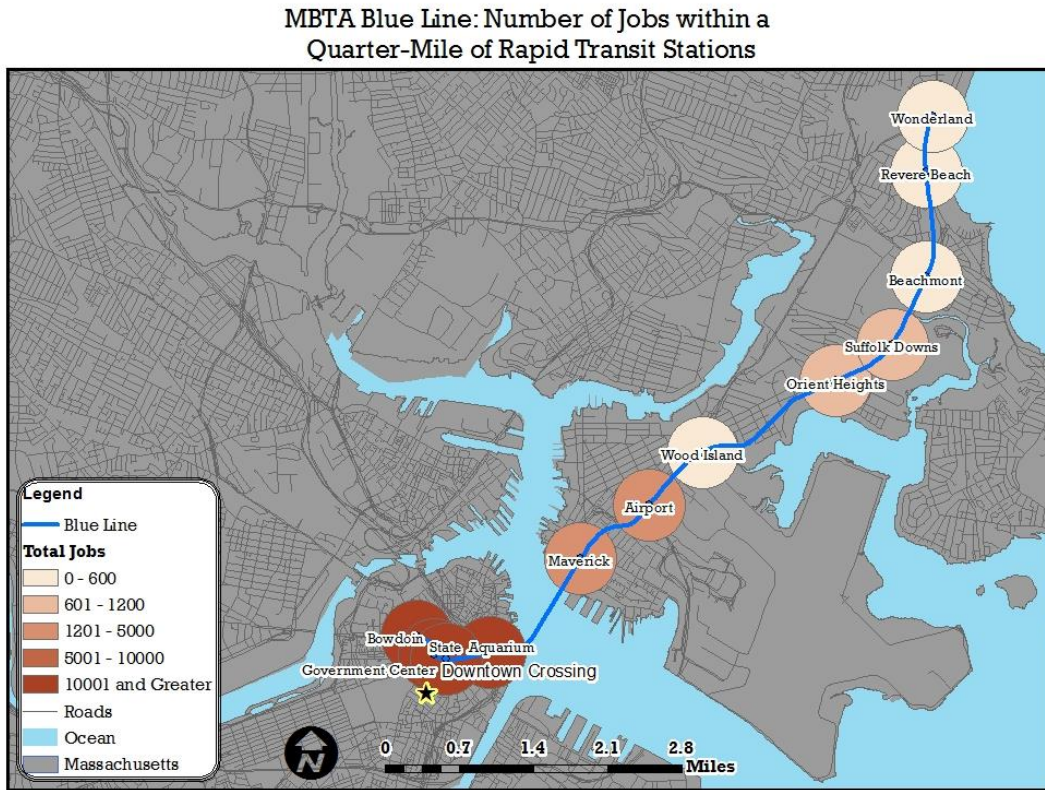 MBTA Blue Line: Number of Jobs within a
Quarter-Mile of Rapid Transit Stations
Wonderland
Revere Beach
Beachmont
Suffolk Downs
Orient Heights
Wood Island
Airport
Maverick
Bowdoin
State
Aquarium
Government Center
Downtown Crossing
Legend
Blue Line
Total Jobs
0 - 600
601 - 1200
1201 - 5000
5001 - 10000
10001 and Greater
Roads
Ocean
Massachusetts
N
0 0.7 1.4 2.1 2.8
Miles